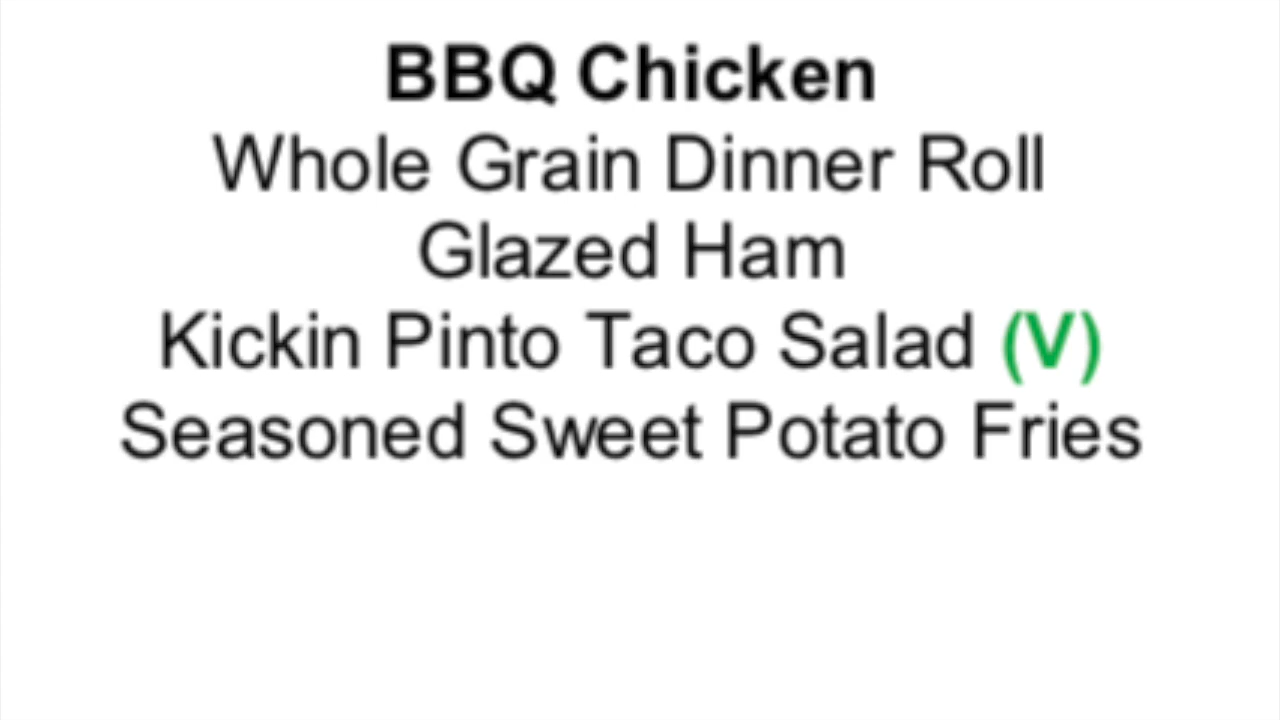 BBQ Chicken
Whole Grain Dinner Roll
Glazed Ham
Kickin Pinto Taco Salad (V)
Seasoned Sweet Potato Fries